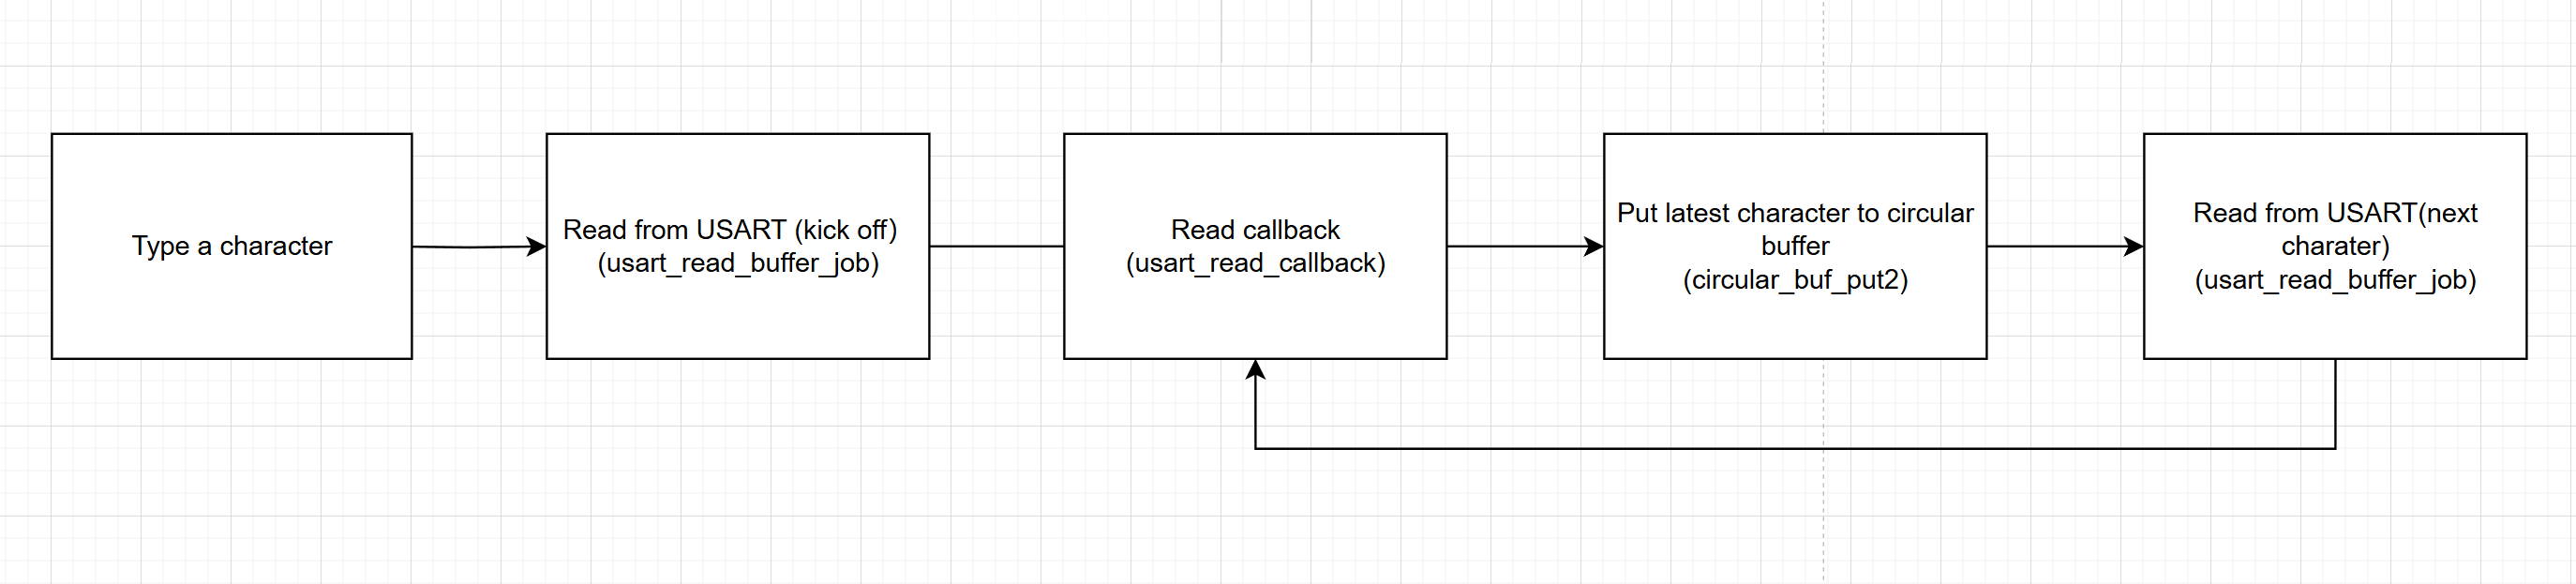 Type a character
Read from USART (kick off)
(usart_read_buffer_job)
Read callback
(usart_read_callback)
Put latest character to circular
buffer
(circular_buf_put2)
Read from USART(next
charater)
(usart_read_buffer_job)